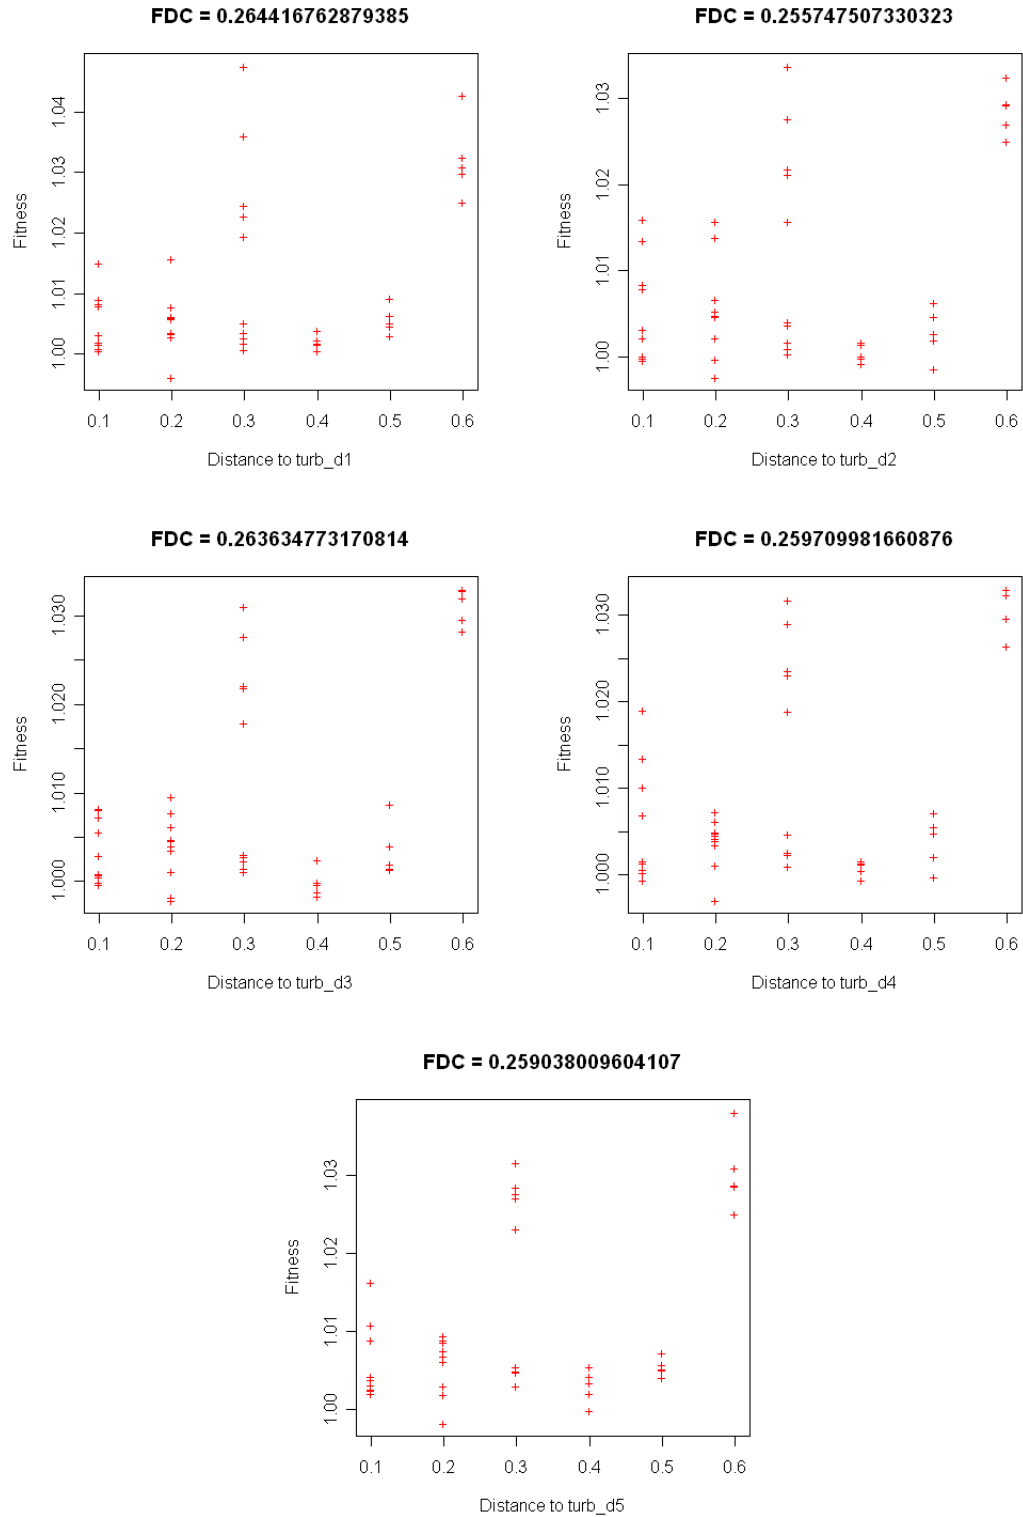 FDC = 0.264416762879385
FDC = 0.255747507330323
Fitness
1.04
1.03
1.02
1.01
1.00
0.1 0.2 0.3 0.4 0.5 0.6
Distance to turb_d1
Fitness
1.03
1.02
1.01
1.00
0.1 0.2 0.3 0.4 0.5 0.6
Distance to turb_d2
FDC = 0.263634773170814
FDC = 0.259709981660876
Fitness
1.030
1.020
1.010
1.000
0.1 0.2 0.3 0.4 0.5 0.6
Distance to turb_d3
Fitness
1.030
1.020
1.010
1.000
0.1 0.2 0.3 0.4 0.5 0.6
Distance to turb_d4
FDC = 0.259038009604107
Fitness
1.03
1.02
1.01
1.00
0.1 0.2 0.3 0.4 0.5 0.6
Distance to turb_d5